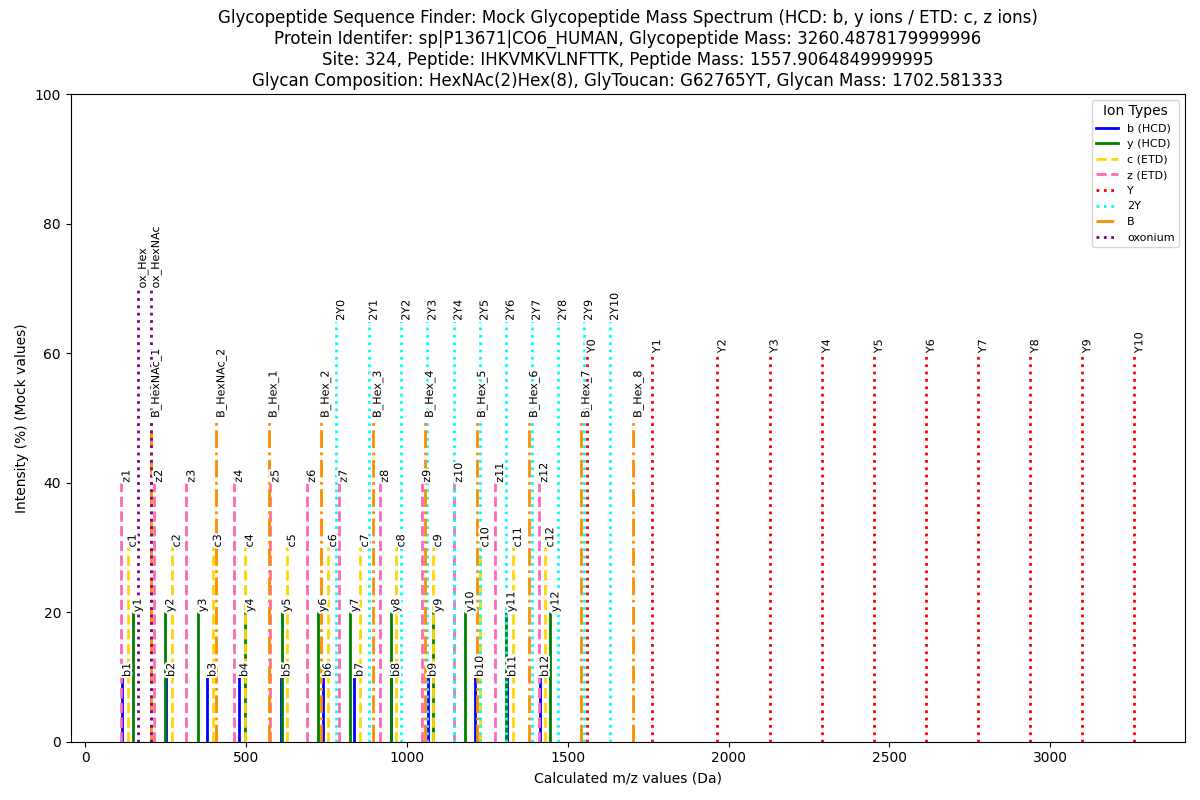 Glycopeptide Sequence Finder: Mock Glycopeptide Mass Spectrum (HCD: b, y ions / ETD: c, z ions)
Protein Identifer: sp|P13671|CO6_HUMAN, Glycopeptide Mass: 3260.4878179999996
Site: 324, Peptide: IHKVMKVLNFTTK, Peptide Mass: 1557.9064849999995
Glycan Composition: HexNAc(2)Hex(8), GlyToucan: G62765YT, Glycan Mass: 1702.581333
Intensity (%) (Mock values)
100
80
60
40
20
0
Ion Types
b (HCD)
y (HCD)
c (ETD)
z (ETD)
Y
2Y
B
oxonium
ox_Hex
ox_HexNAc
2Y0
2Y1
2Y2
2Y3
2Y4
2Y5
2Y6
2Y7
2Y8
2Y9
2Y10
Y0
Y1
Y2
Y3
Y4
Y5
Y6
Y7
Y8
Y9
Y10
B_HexNAc_1
B_HexNAc_2
B_Hex_1
B_Hex_2
B_Hex_3
B_Hex_4
B_Hex_5
B_Hex_6
B_Hex_7
B_Hex_8
z1
z2
z3
z4
z5
z6
z7
z8
z9
z10
z11
z12
c1
c2
c3
c4
c5
c6
c7
c8
c9
c10
c11
c12
y1
y2
y3
y4
y5
y6
y7
y8
y9
y10
y11
y12
b1
b2
b3
b4
b5
b6
b7
b8
b9
b10
b11
b12
0
500
1000
1500
2000
2500
3000
Calculated m/z values (Da)